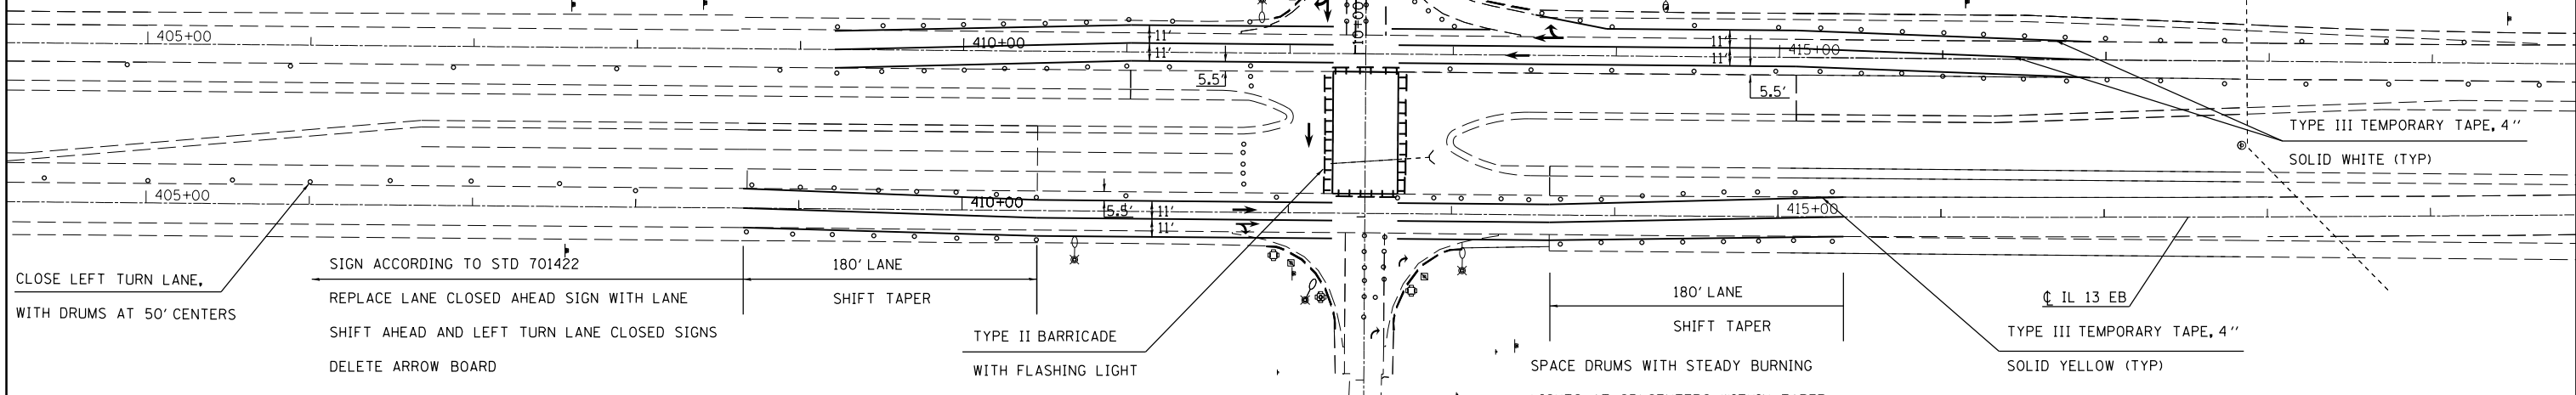 405+00
410+00
11'
11'
5.5'
11'
11'
415+00
5.5'
TYPE III TEMPORARY TAPE, 4"
SOLID WHITE (TYP)
405+00
410+00
5.5'
11'
11'
415+00
CLOSE LEFT TURN LANE,
WITH DRUMS AT 50' CENTERS
SIGN ACCORDING TO STD 701422
REPLACE LANE CLOSED AHEAD SIGN WITH LANE
SHIFT AHEAD AND LEFT TURN LANE CLOSED SIGNS
DELETE ARROW BOARD
180' LANE
SHIFT TAPER
TYPE II BARRICADE
WITH FLASHING LIGHT
180' LANE
SHIFT TAPER
SPACE DRUMS WITH STEADY BURNING
℄ IL 13 EB
TYPE III TEMPORARY TAPE, 4"
SOLID YELLOW (TYP)